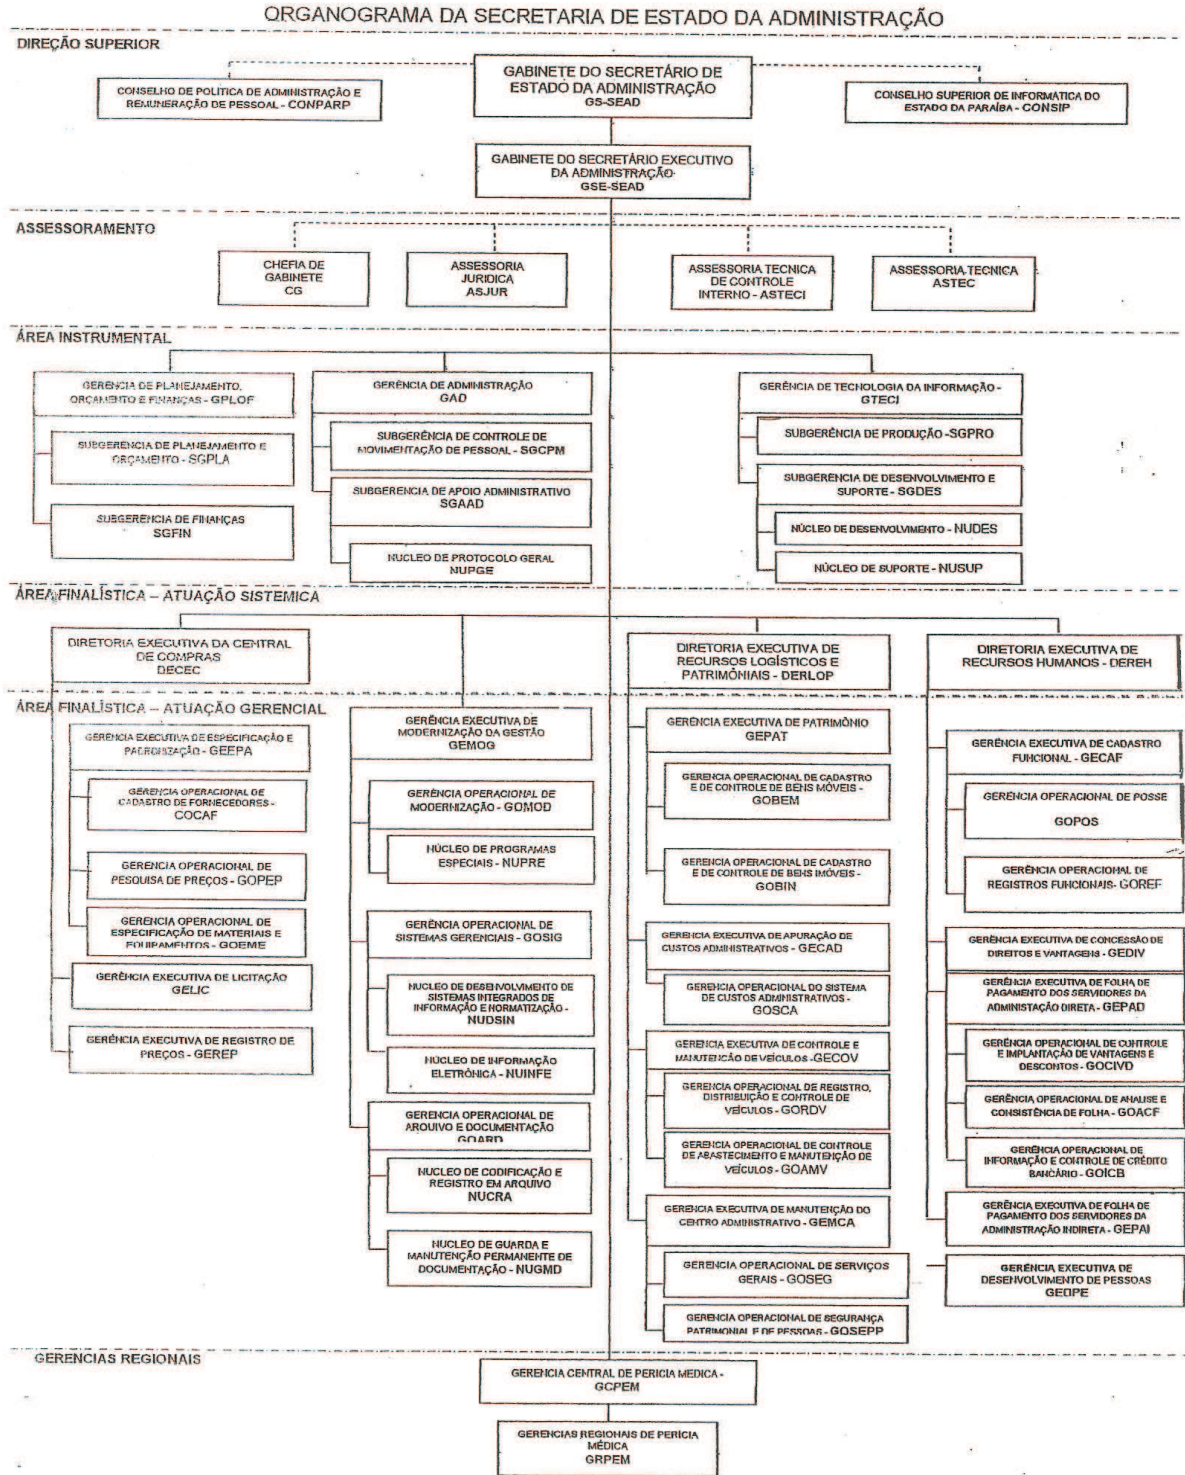 ORGANOGRAMA DA SECRETARIA DE ESTADO DA ADMINISTRAÇÃO
DIREÇÃO SUPERIOR
CONSELHO DE POLÍTICA DE ADMINISTRAÇÃO E
REMUNERAÇÃO DE PESSOAL - CONPARP
GABINETE DO SECRETÁRIO DE
ESTADO DA ADMINISTRAÇÃO
GS-SEAD
CONSELHO SUPERIOR DE INFORMÁTICA DO
ESTADO DA PARAÍBA - CONSIP
GABINETE DO SECRETÁRIO EXECUTIVO
DA ADMINISTRAÇÃO
GSE-SEAD
ASSESSORAMENTO
CHEFIA DE
GABINETE
CG
ASSESSORIA
JURIDICA
ASJUR
ASSESSORIA TECNICA
DE CONTROLE
INTERNO - ASTECI
ASSESSORIA TECNICA
ASTEC
ÁREA INSTRUMENTAL
GERENCIA DE PLANEJAMENTO,
ORÇAMENTO E FINANÇAS - GPLOF
SUBGERÊNCIA DE PLANEJAMENTO E
ORÇAMENTO - SGPLA
SUBGERENCIA DE FINANÇAS
SGFIN
GERÊNCIA DE ADMINISTRAÇÃO
GAD
SUBGERÊNCIA DE CONTROLE DE
MOVIMENTAÇÃO DE PESSOAL - SGCPM
SUBGERENCIA DE APOIO ADMINISTRATIVO
SGAAD
NUCLEO DE PROTOCOLO GERAL
NUPGE
GERÊNCIA DE TECNOLOGIA DA INFORMAÇÃO -
GTECI
SUBGERÊNCIA DE PRODUÇÃO -SGPRO
SUBGERÊNCIA DE DESENVOLVIMENTO E
SUPORTE - SGDES
NÚCLEO DE DESENVOLVIMENTO - NUDES
NÚCLEO DE SUPORTE - NUSUP
ÁREA FINALÍSTICA – ATUAÇÃO SISTEMICA
DIRETORIA EXECUTIVA DA CENTRAL
DE COMPRAS
DECEC
DIRETORIA EXECUTIVA DE
RECURSOS LOGÍSTICOS E
PATRIMÔNIAIS - DERLOP
DIRETORIA EXECUTIVA DE
RECURSOS HUMANOS - DEREH
ÁREA FINALÍSTICA – ATUAÇÃO GERENCIAL
GERÊNCIA EXECUTIVA DE ESPECIFICAÇÃO E
PADRONIZAÇÃO - GEEPA
GERÊNCIA OPERACIONAL DE
CADASTRO DE FORNECEDORES -
COCAF
GERENCIA OPERACIONAL DE
PESQUISA DE PREÇOS - GOPEP
GERENCIA OPERACIONAL DE
ESPECIFICAÇÃO DE MATERIAIS E
EQUIPAMENTOS - GOEME
GERÊNCIA EXECUTIVA DE LICITAÇÃO
GELIC
GERÊNCIA EXECUTIVA DE REGISTRO DE
PREÇOS - GEREP
GERÊNCIA EXECUTIVA DE
MODERNIZAÇÃO DA GESTÃO
GEMOG
GERÊNCIA OPERACIONAL DE
MODERNIZAÇÃO - GOMOD
NÚCLEO DE PROGRAMAS
ESPECIAIS - NUPRE
GERÊNCIA OPERACIONAL DE
SISTEMAS GERENCIAIS - GOSIG
NUCLEO DE DESENVOLVIMENTO DE
SISTEMAS INTEGRADOS DE
INFORMAÇÃO E NORMATIZAÇÃO -
NUDSIN
NÚCLEO DE INFORMAÇÃO
ELETRÔNICA - NUINFE
GERENCIA OPERACIONAL DE
ARQUIVO E DOCUMENTAÇÃO
GOARD
NUCLEO DE CODIFICAÇÃO E
REGISTRO EM ARQUIVO
NUCRA
NUCLEO DE GUARDA E
MANUTENÇÃO PERMANENTE DE
DOCUMENTAÇÃO - NUGMD
GERÊNCIA EXECUTIVA DE PATRIMÔNIO
GEPAT
GERENCIA OPERACIONAL DE CADASTRO
E DE CONTROLE DE BENS MÓVEIS -
GOBEM
GERENCIA OPERACIONAL DE CADASTRO
E DE CONTROLE DE BENS IMÓVEIS -
GOBIN
GERENCIA EXECUTIVA DE APURAÇÃO DE
CUSTOS ADMINISTRATIVOS - GECAD
GERÊNCIA OPERACIONAL DO SISTEMA
DE CUSTOS ADMINISTRATIVOS -
GOSCA
GERENCIA EXECUTIVA DE CONTROLE E
MANUTENÇÃO DE VEÍCULOS - GECOV
GERENCIA OPERACIONAL DE REGISTRO,
DISTRIBUIÇÃO E CONTROLE DE
VEÍCULOS - GORDV
GERENCIA OPERACIONAL DE CONTROLE
DE ABASTECIMENTO E MANUTENÇÃO DE
VEÍCULOS - GOAMV
GERENCIA EXECUTIVA DE MANUTENÇÃO DO
CENTRO ADMINISTRATIVO - GEMCA
GERENCIA OPERACIONAL DE SERVIÇOS
GERAIS - GOSEG
GERENCIA OPERACIONAL DE SEGURANÇA
PATRIMONIAL E DE PESSOAS - GOSEPP
GERÊNCIA EXECUTIVA DE CADASTRO
FUNCIONAL - GECAF
GERÊNCIA OPERACIONAL DE POSSE
GOPOS
GERÊNCIA OPERACIONAL DE
REGISTROS FUNCIONAIS- GOREF
GERÊNCIA EXECUTIVA DE CONCESSÃO DE
DIREITOS E VANTAGENS - GEDIV
GERÊNCIA EXECUTIVA DE FOLHA DE
PAGAMENTO DOS SERVIDORES DA
ADMINISTAÇÃO DIRETA - GEPAD
GERÊNCIA OPERACIONAL DE CONTROLE
E IMPLANTAÇÃO DE VANTAGENS E
DESCONTOS - GOCIVD
GERÊNCIA OPERACIONAL DE ANALISE E
CONSISTÊNCIA DE FOLHA - GOACF
GERÊNCIA OPERACIONAL DE
INFORMAÇÃO E CONTROLE DE CRÉDITO
BANCÁRIO - GOICB
GERÊNCIA EXECUTIVA DE FOLHA DE
PAGAMENTO DOS SERVIDORES DA
ADMINISTRAÇÃO INDIRETA - GEPAI
GERÊNCIA EXECUTIVA DE
DESENVOLVIMENTO DE PESSOAS
GEDPE
GERENCIAS REGIONAIS
GERENCIA CENTRAL DE PERICIA MEDICA -
GCPEM
GERENCIAS REGIONAIS DE PERÍCIA
MÉDICA
GRPEM